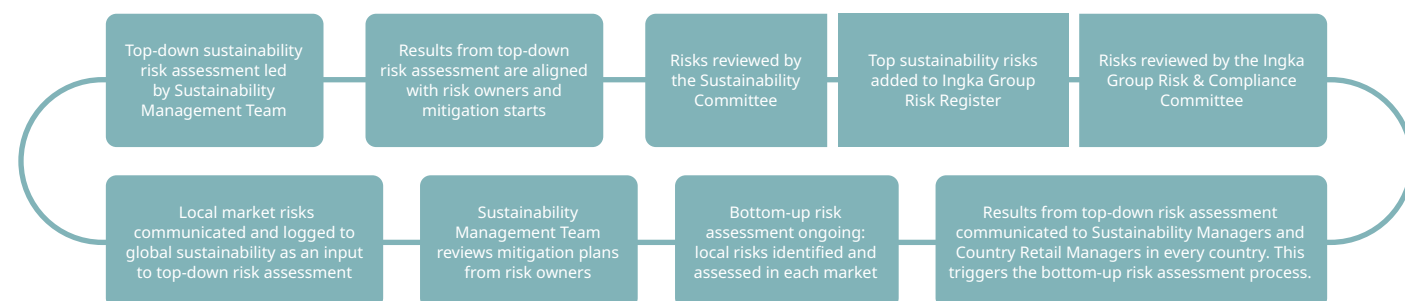 Top-down sustainability
risk assessment led
by Sustainability
Management Team
Results from top-down
risk assessment are aligned
with risk owners and
mitigation starts
Risks reviewed by
the Sustainability
Committee
Top sustainability risks
added to Ingka Group
Risk Register
Risks reviewed by the Ingka
Group Risk & Compliance
Committee
Local market risks
communicated and logged to
global sustainability as an input
to top-down risk assessment
Sustainability
Management Team
reviews mitigation plans
from risk owners
Bottom-up risk
assessment ongoing:
local risks identified and
assessed in each market
Results from top-down risk assessment
communicated to Sustainability Managers and
Country Retail Managers in every country. This
triggers the bottom-up risk assessment process.